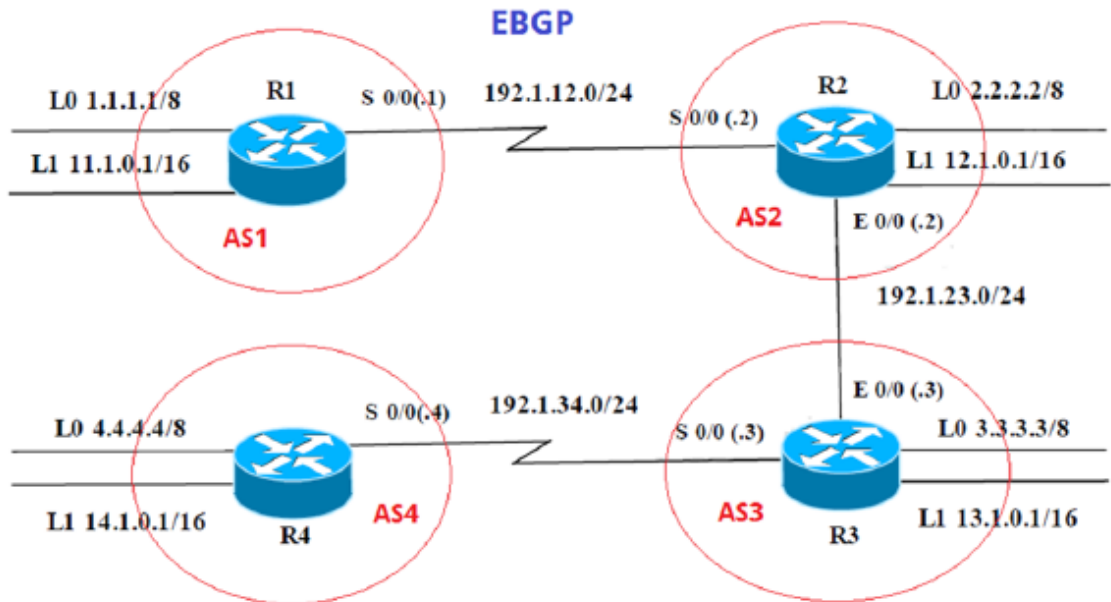 EBGP
L0 1.1.1.1/8
R1
S 0/0(.1)
192.1.12.0/24
R2
L0 2.2.2.2/8
S 0/0 (.2)
L1 11.1.0.1/16
L1 12.1.0.1/16
AS1
AS2
E 0/0 (.2)
192.1.23.0/24
L0 4.4.4.4/8
S 0/0(.4)
192.1.34.0/24
E 0/0 (.3)
S 0/0 (.3)
L0 3.3.3.3/8
L1 14.1.0.1/16
R4
AS4
AS3
R3
L1 13.1.0.1/16